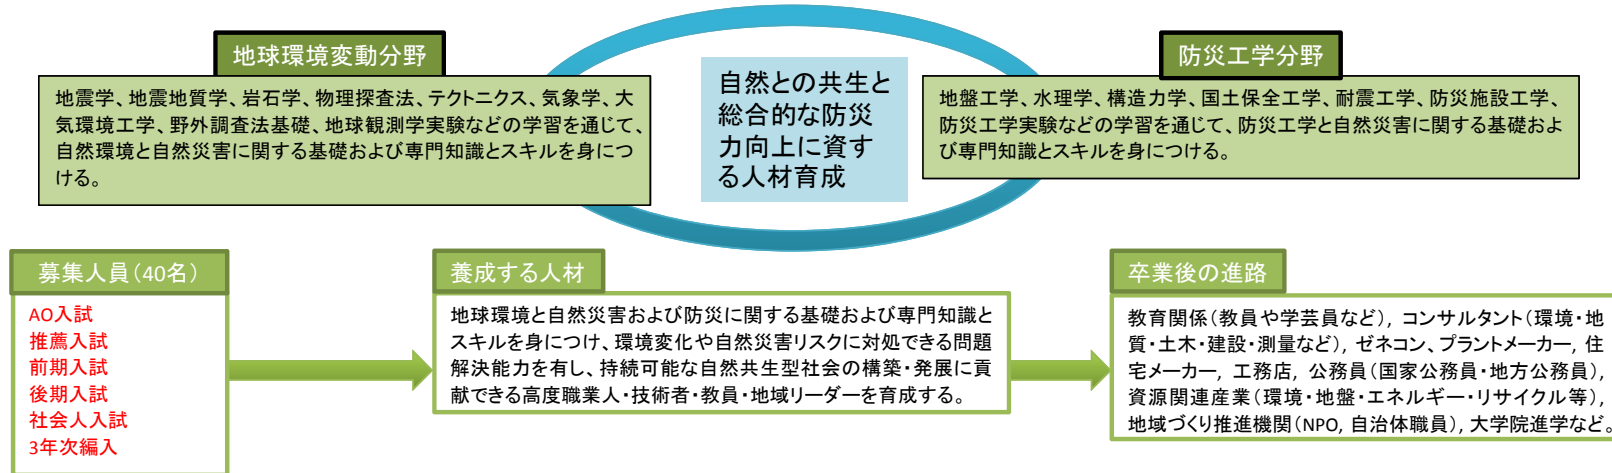 地球環境変動分野
地震学、地震地質学、岩石学、物理探査法、テクトニクス、気象学、大
気環境工学、野外調査法基礎、地球観測学実験などの学習を通じて、
自然環境と自然災害に関する基礎および専門知識とスキルを身につ
ける。
自然との共生と
総合的な防災
力向上に資す
る人材育成
防災工学分野
地盤工学、水理学、構造力学、国土保全工学、耐震工学、防災施設工学、
防災工学実験などの学習を通じて、防災工学と自然災害に関する基礎およ
び専門知識とスキルを身につける。
募集人員(40名)
AO入試
推薦入試
前期入試
後期入試
社会人入試
3年次編入
養成する人材
地球環境と自然災害および防災に関する基礎および専門知識と
スキルを身につけ、環境変化や自然災害リスクに対処できる問題
解決能力を有し、持続可能な自然共生型社会の構築・発展に貢
献できる高度職業人・技術者・教員・地域リーダーを育成する。
卒業後の進路
教育関係(教員や学芸員など), コンサルタント(環境・地
質・土木・建設・測量など), ゼネコン、プラントメーカー, 住
宅メーカー, 工務店, 公務員(国家公務員・地方公務員),
資源関連産業(環境・地盤・エネルギー・リサイクル等),
地域づくり推進機関(NPO, 自治体職員), 大学院進学など。